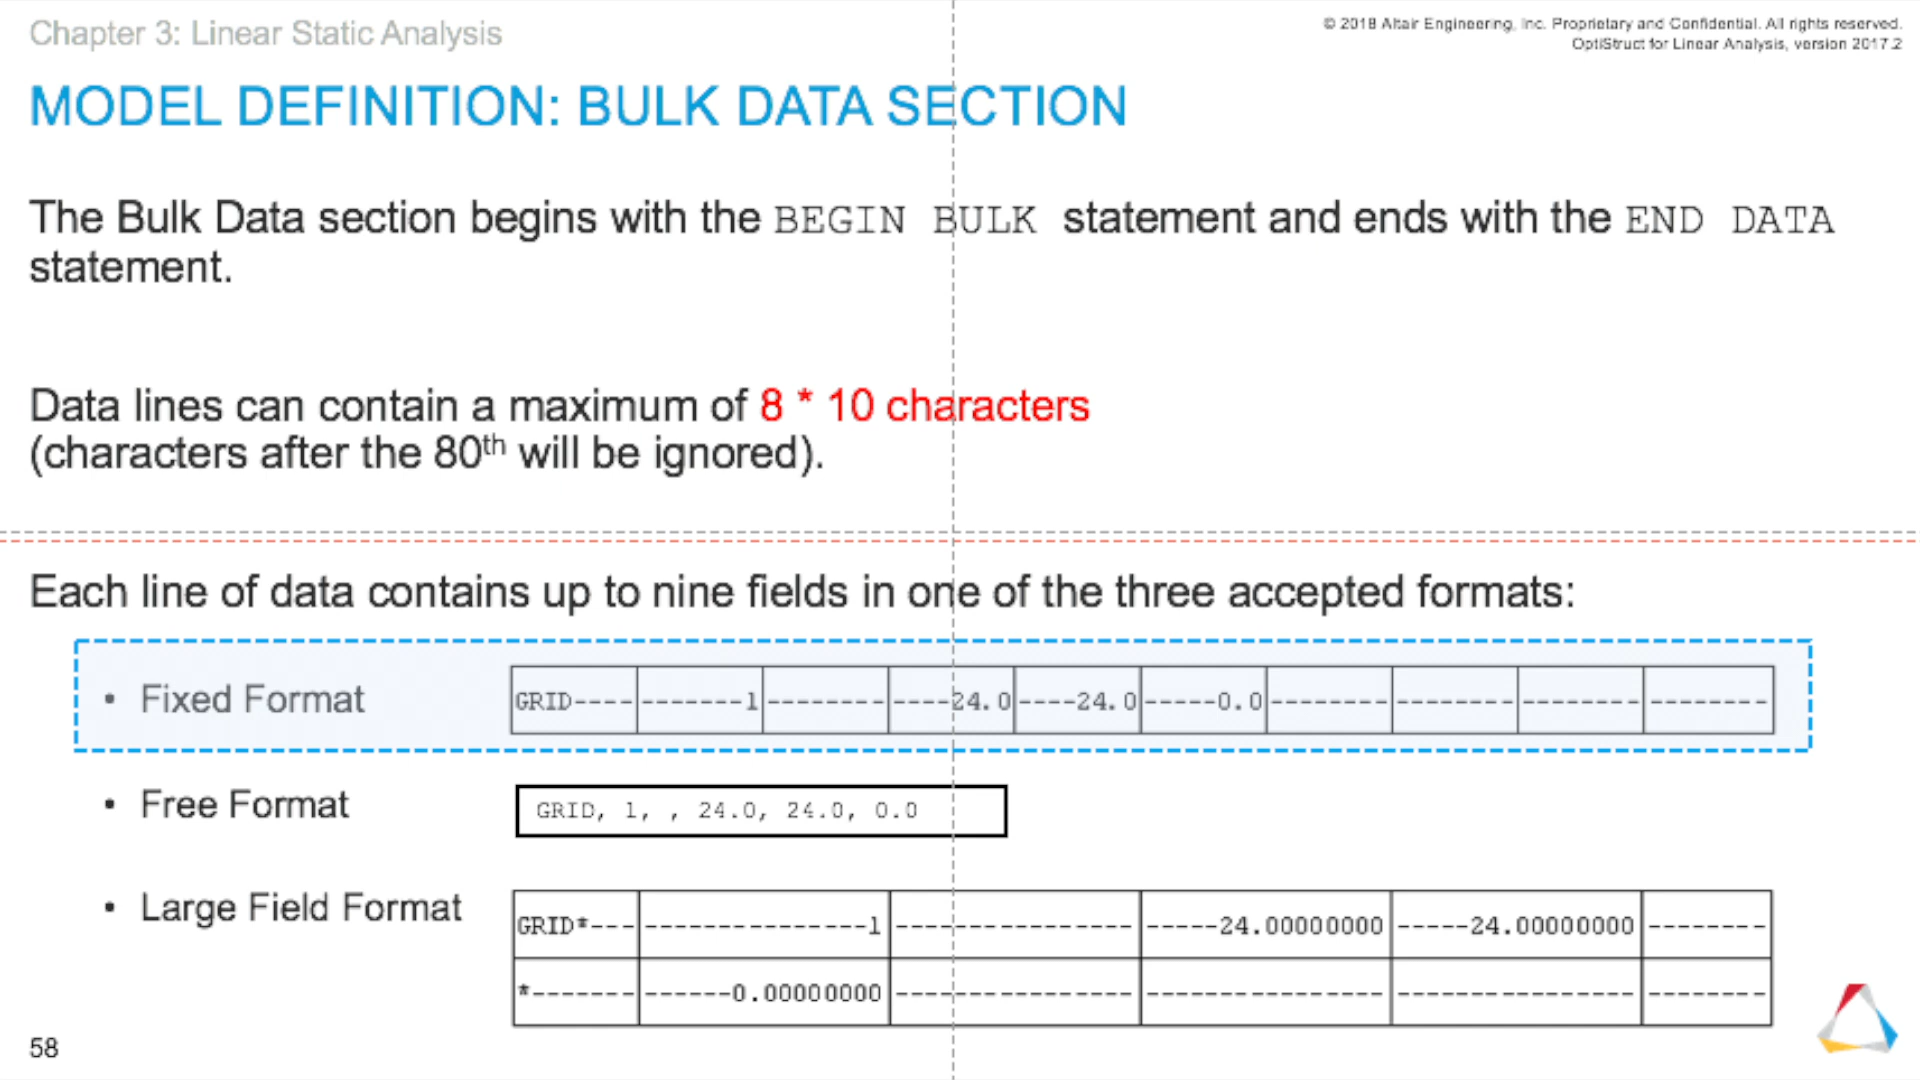 Chapter 3: Linear Static Analysis
© 2018 Altair Engineering, Inc. Proprietary and Confidential. All rights reserved.
OptiStruct for Linear Analysis, version 2017.2
MODEL DEFINITION: BULK DATA SECTION
The Bulk Data section begins with the BEGIN BULK statement and ends with the END DATA
statement.
Data lines can contain a maximum of 8 * 10 characters
(characters after the 80th will be ignored).
Each line of data contains up to nine fields in one of the three accepted formats:
• Fixed Format
GRID---- -------1 -------- ----24.0 ----24.0 -----0.0 -------- -------- -------- --------
• Free Format
GRID, 1, , 24.0, 24.0, 0.0
• Large Field Format
GRID*--- ---------------1 ---------------- -----24.00000000 -----24.00000000 --------
*------- ------0.00000000 ---------------- ---------------- ---------------- --------
58